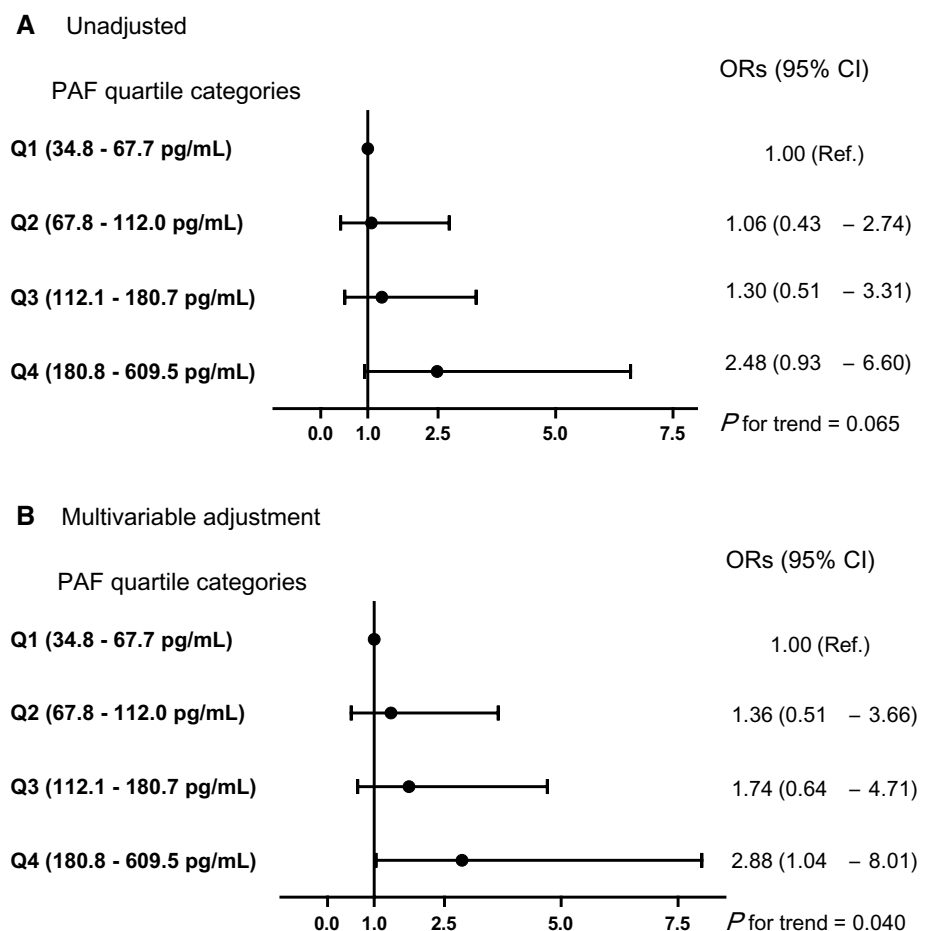 A Unadjusted
ORs (95% CI)
PAF quartile categories
Q1 (34.8 - 67.7 pg/mL) 1.00 (Ref.)
Q2 (67.8 - 112.0 pg/mL) 1.06 (0.43 – 2.74)
Q3 (112.1 - 180.7 pg/mL) 1.30 (0.51 – 3.31)
Q4 (180.8 - 609.5 pg/mL) 2.48 (0.93 – 6.60)
0.0 1.0 2.5 5.0 7.5 P for trend = 0.065
B Multivariable adjustment
ORs (95% CI)
PAF quartile categories
Q1 (34.8 - 67.7 pg/mL) 1.00 (Ref.)
Q2 (67.8 - 112.0 pg/mL) 1.36 (0.51 – 3.66)
Q3 (112.1 - 180.7 pg/mL) 1.74 (0.64 – 4.71)
Q4 (180.8 - 609.5 pg/mL) 2.88 (1.04 – 8.01)
0.0 1.0 2.5 5.0 7.5 P for trend = 0.040